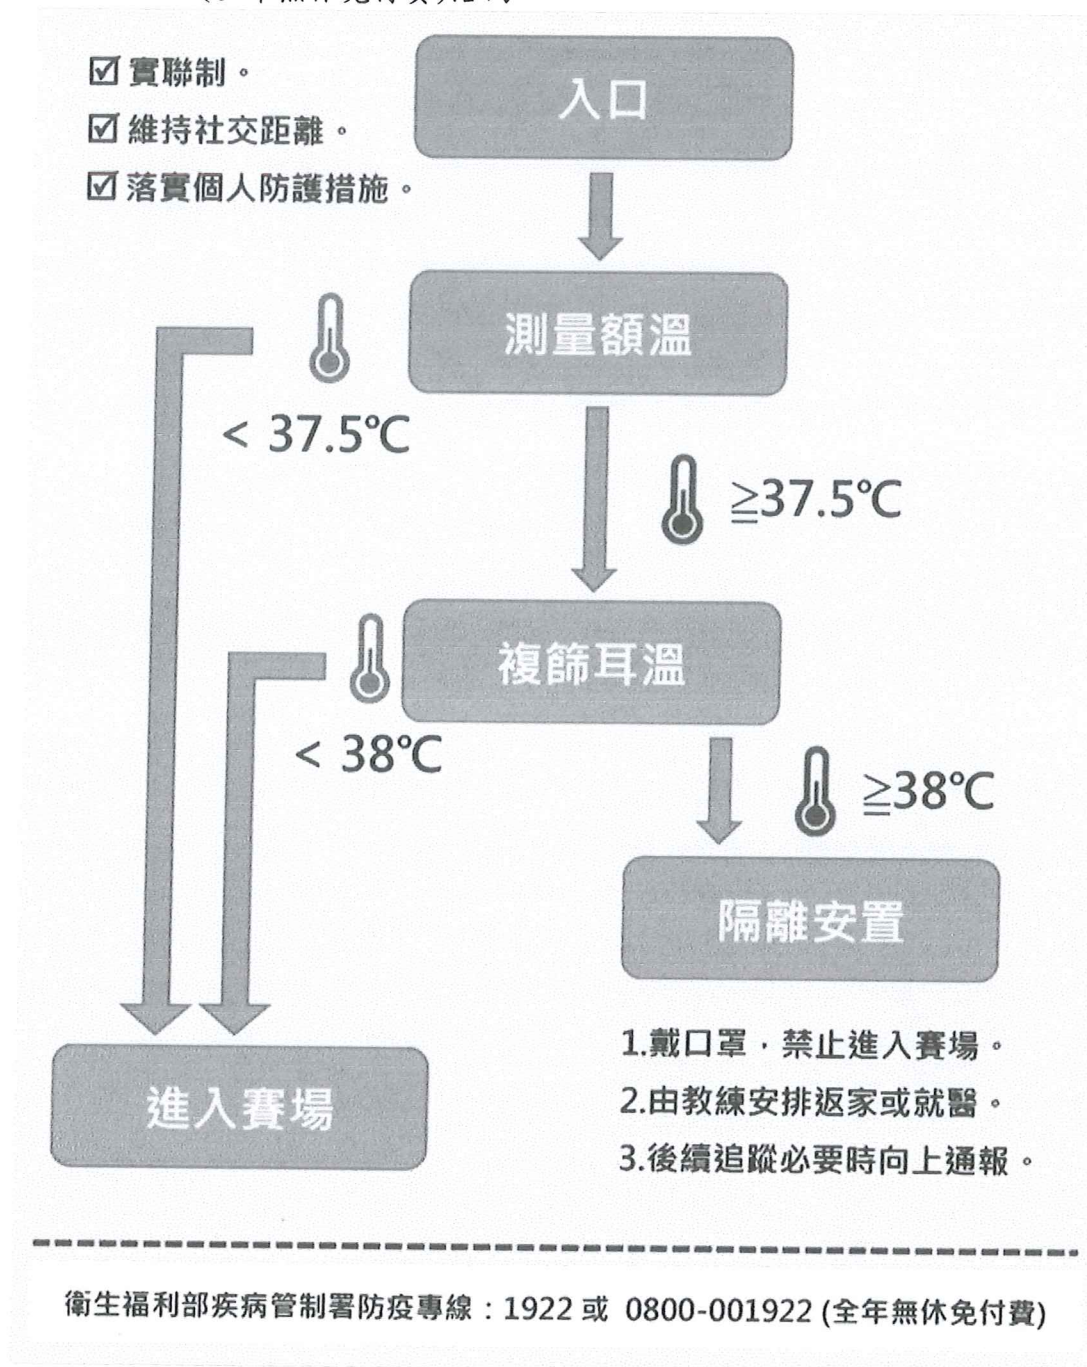 ☑ 實聯制。
☑ 維持社交距離。
☑ 落實個人防護措施。
入口
測量額溫
< 37.5℃
≧37.5℃
複篩耳溫
< 38℃
≧38℃
隔離安置
1.戴口罩，禁止進入賽場。
2.由教練安排返家或就醫。
3.後續追蹤必要時向上通報。
進入賽場
衛生福利部疾病管制署防疫專線：1922 或 0800-001922 (全年無休免付費)